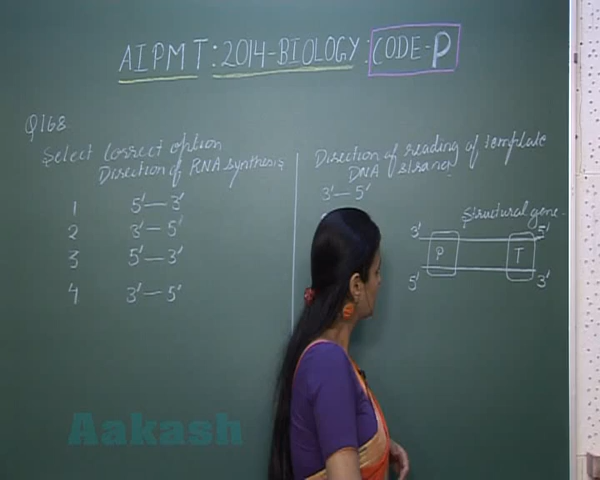 AIPMT: 2014-BIOLOGY: CODE-P
Q168.
Select Correct option
Direction of RNA synthesis
Direction of reading of template
DNA strand
1 5'—3' 3'—5'
2 3'—5'
3 5'—3'
4 3'—5'
Structural gene.
3' 5'
P T
5' 3'
Aakash